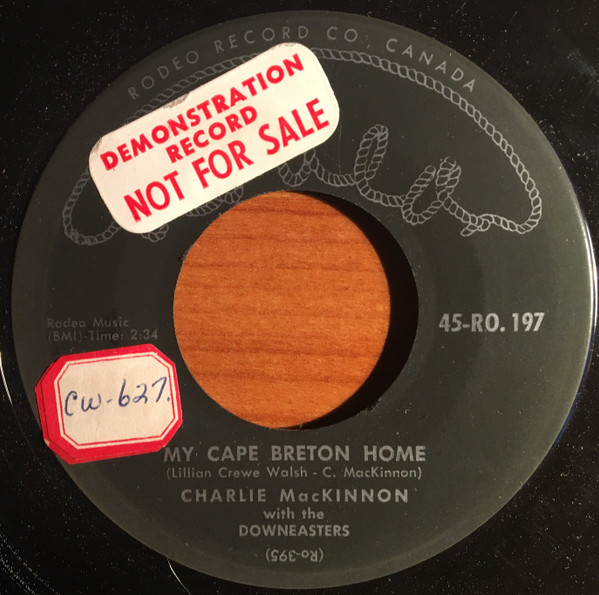 RODEO RECORD CO., CANADA
DEMONSTRATION
RECORD
NOT FOR SALE
Rodeo Music
(BMI)-Time: 2:34
45-RO. 197
CW-627.
MY CAPE BRETON HOME
(Lillian Crewe Walsh - C. MacKinnon)
CHARLIE MacKINNON
with the
DOWNEASTERS
(Ro-395)